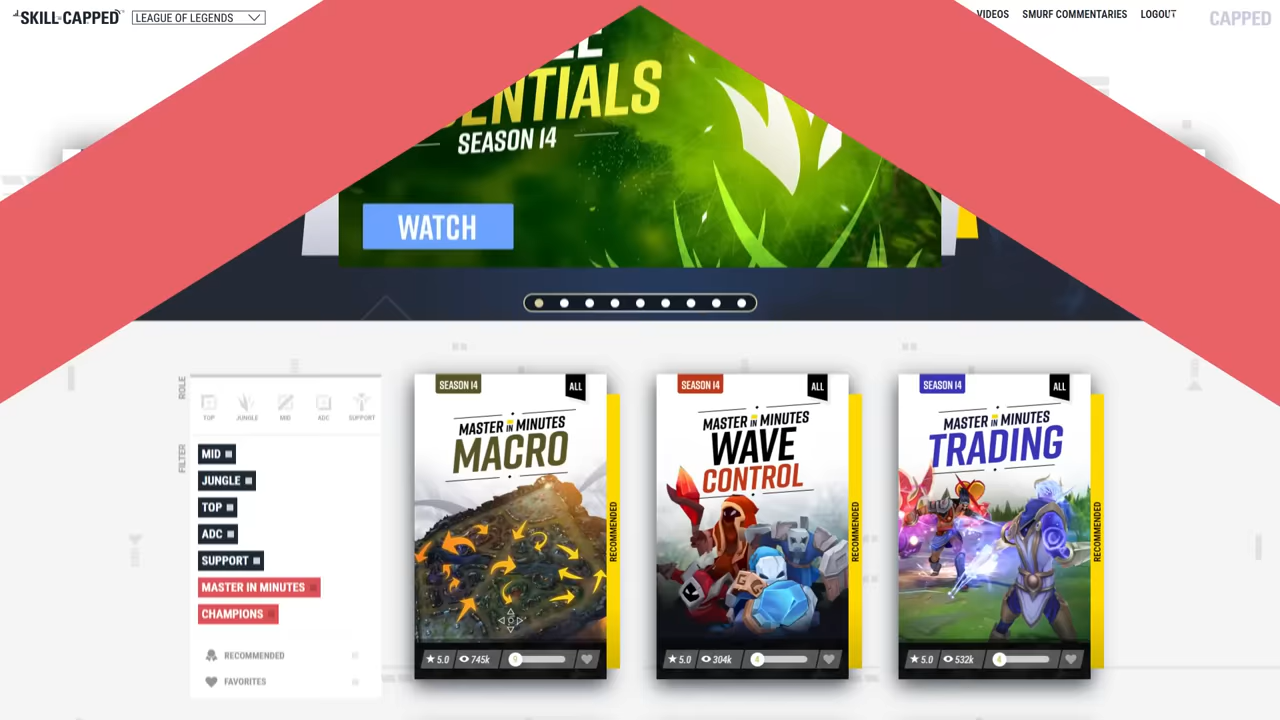 SKILL-CAPPED
LEAGUE OF LEGENDS
VIDEOS
SMURF COMMENTARIES
LOGOUT
CAPPED
SEASON 14
WATCH
ROLE
TOP
JUNGLE
MID
ADC
SUPPORT
FILTER
MID
JUNGLE
TOP
ADC
SUPPORT
MASTER IN MINUTES
CHAMPIONS
RECOMMENDED
FAVORITES
SEASON 14
ALL
MASTER IN MINUTES
MACRO
5.0
745k
9
RECOMMENDED
SEASON 14
ALL
MASTER IN MINUTES
WAVE
CONTROL
5.0
304k
4
RECOMMENDED
SEASON 14
ALL
MASTER IN MINUTES
TRADING
5.0
532k
4
RECOMMENDED